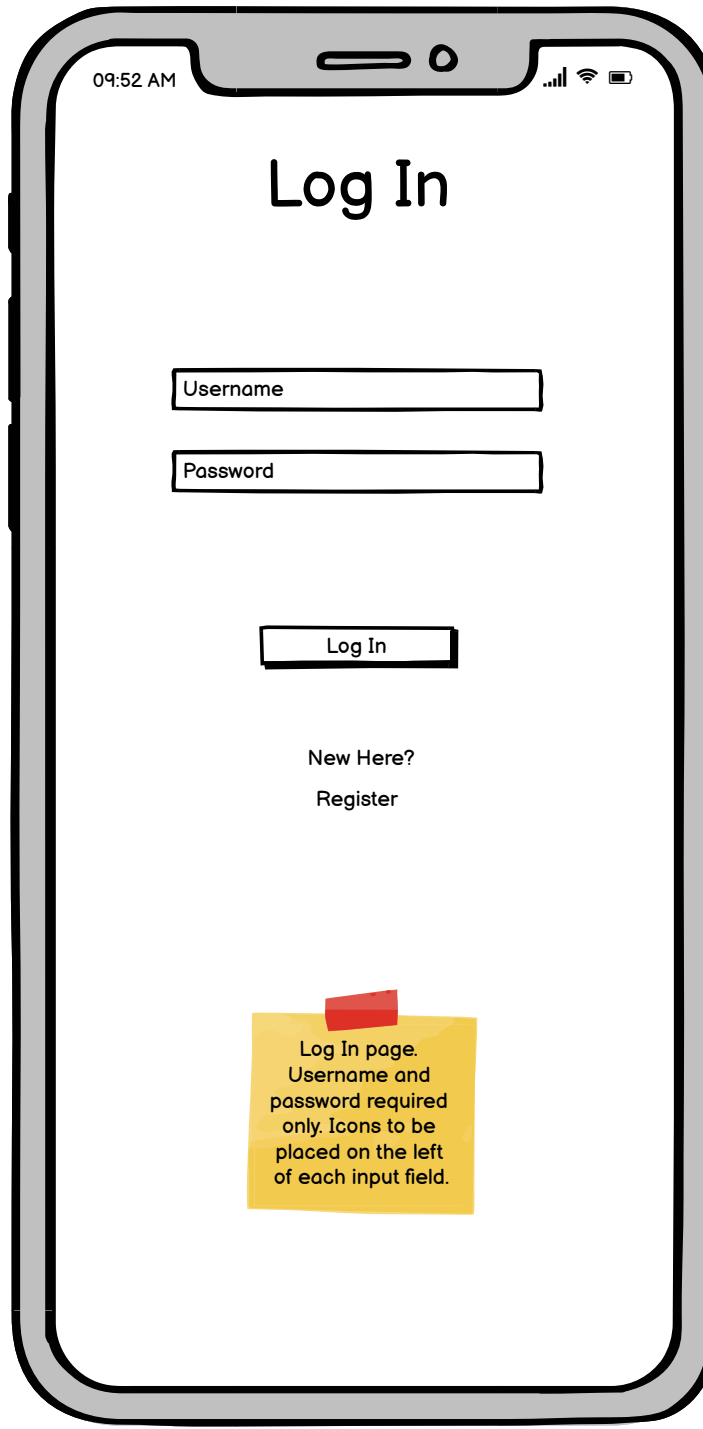 09:52 AM
Log In
Username
Password
Log In
New Here?
Register
Log In page.
Username and
password required
only. Icons to be
placed on the left
of each input field.